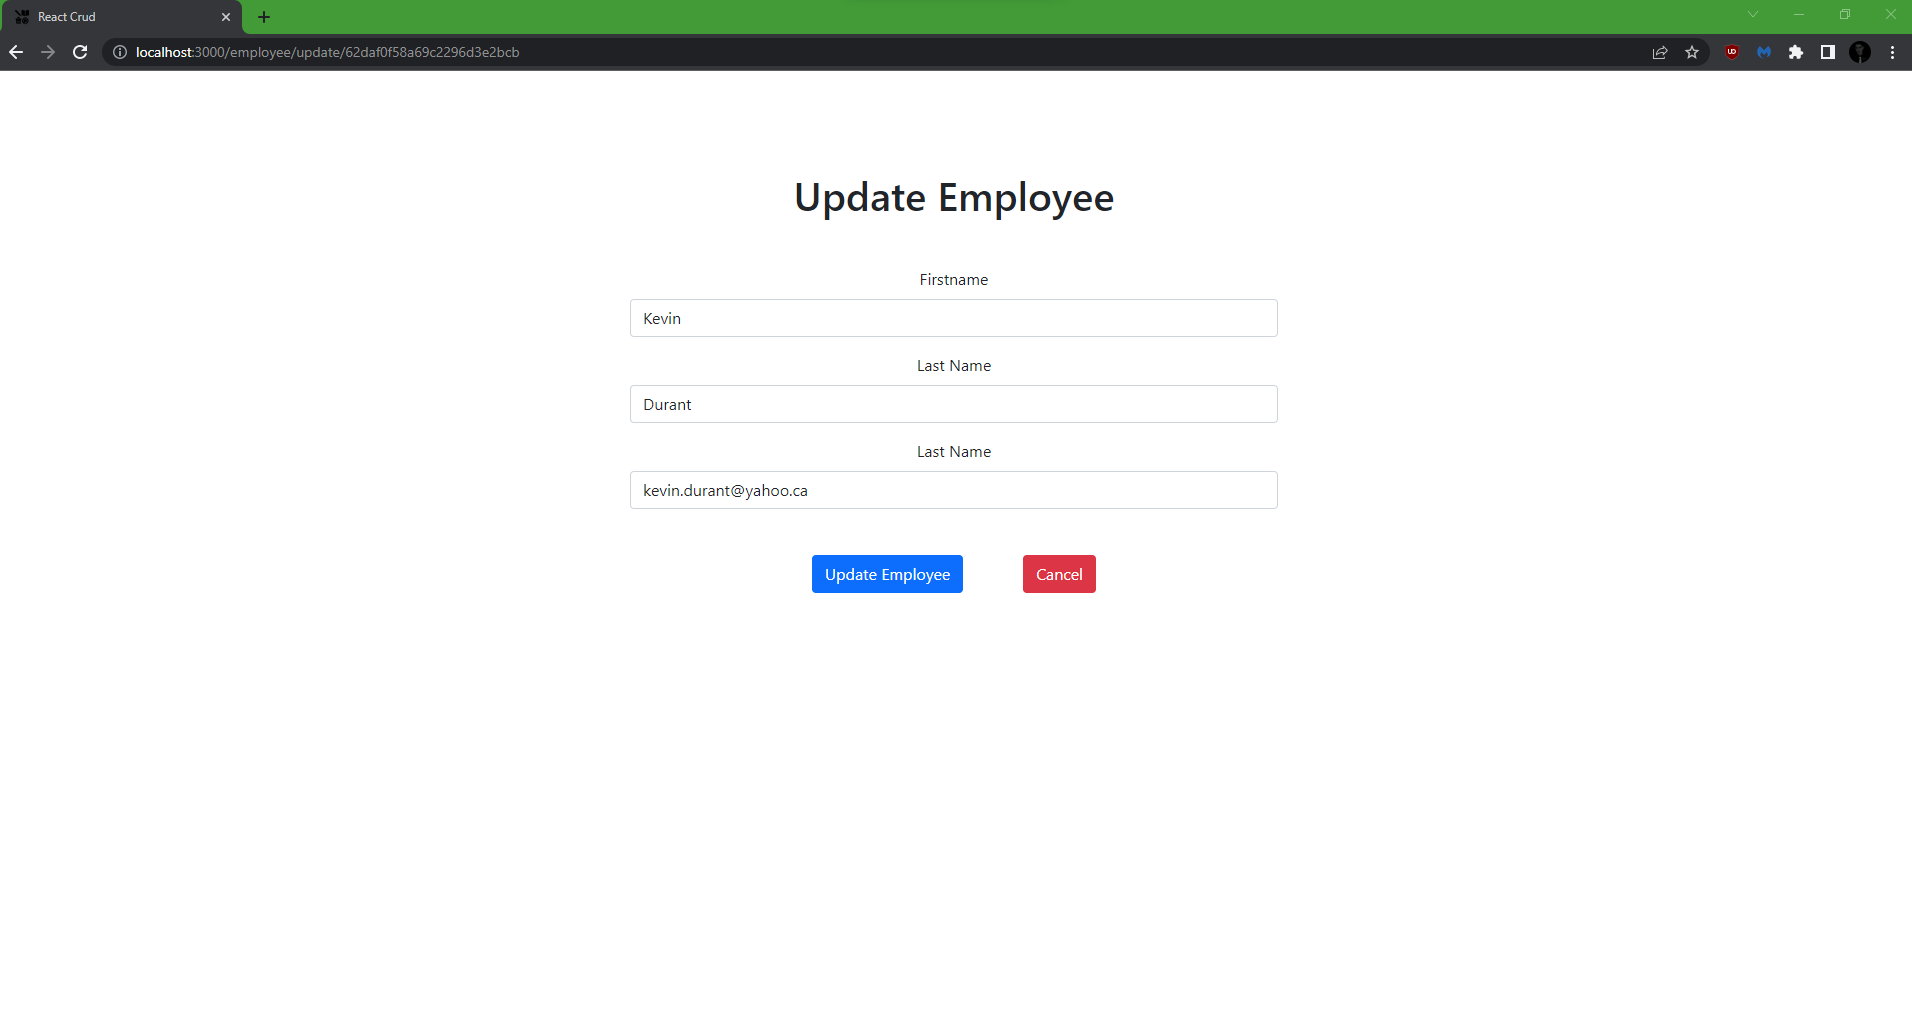 React Crud
localhost:3000/employee/update/62daf0f58a69c2296d3e2bcb
Update Employee
Firstname
Kevin
Last Name
Durant
Last Name
kevin.durant@yahoo.ca
Update Employee Cancel